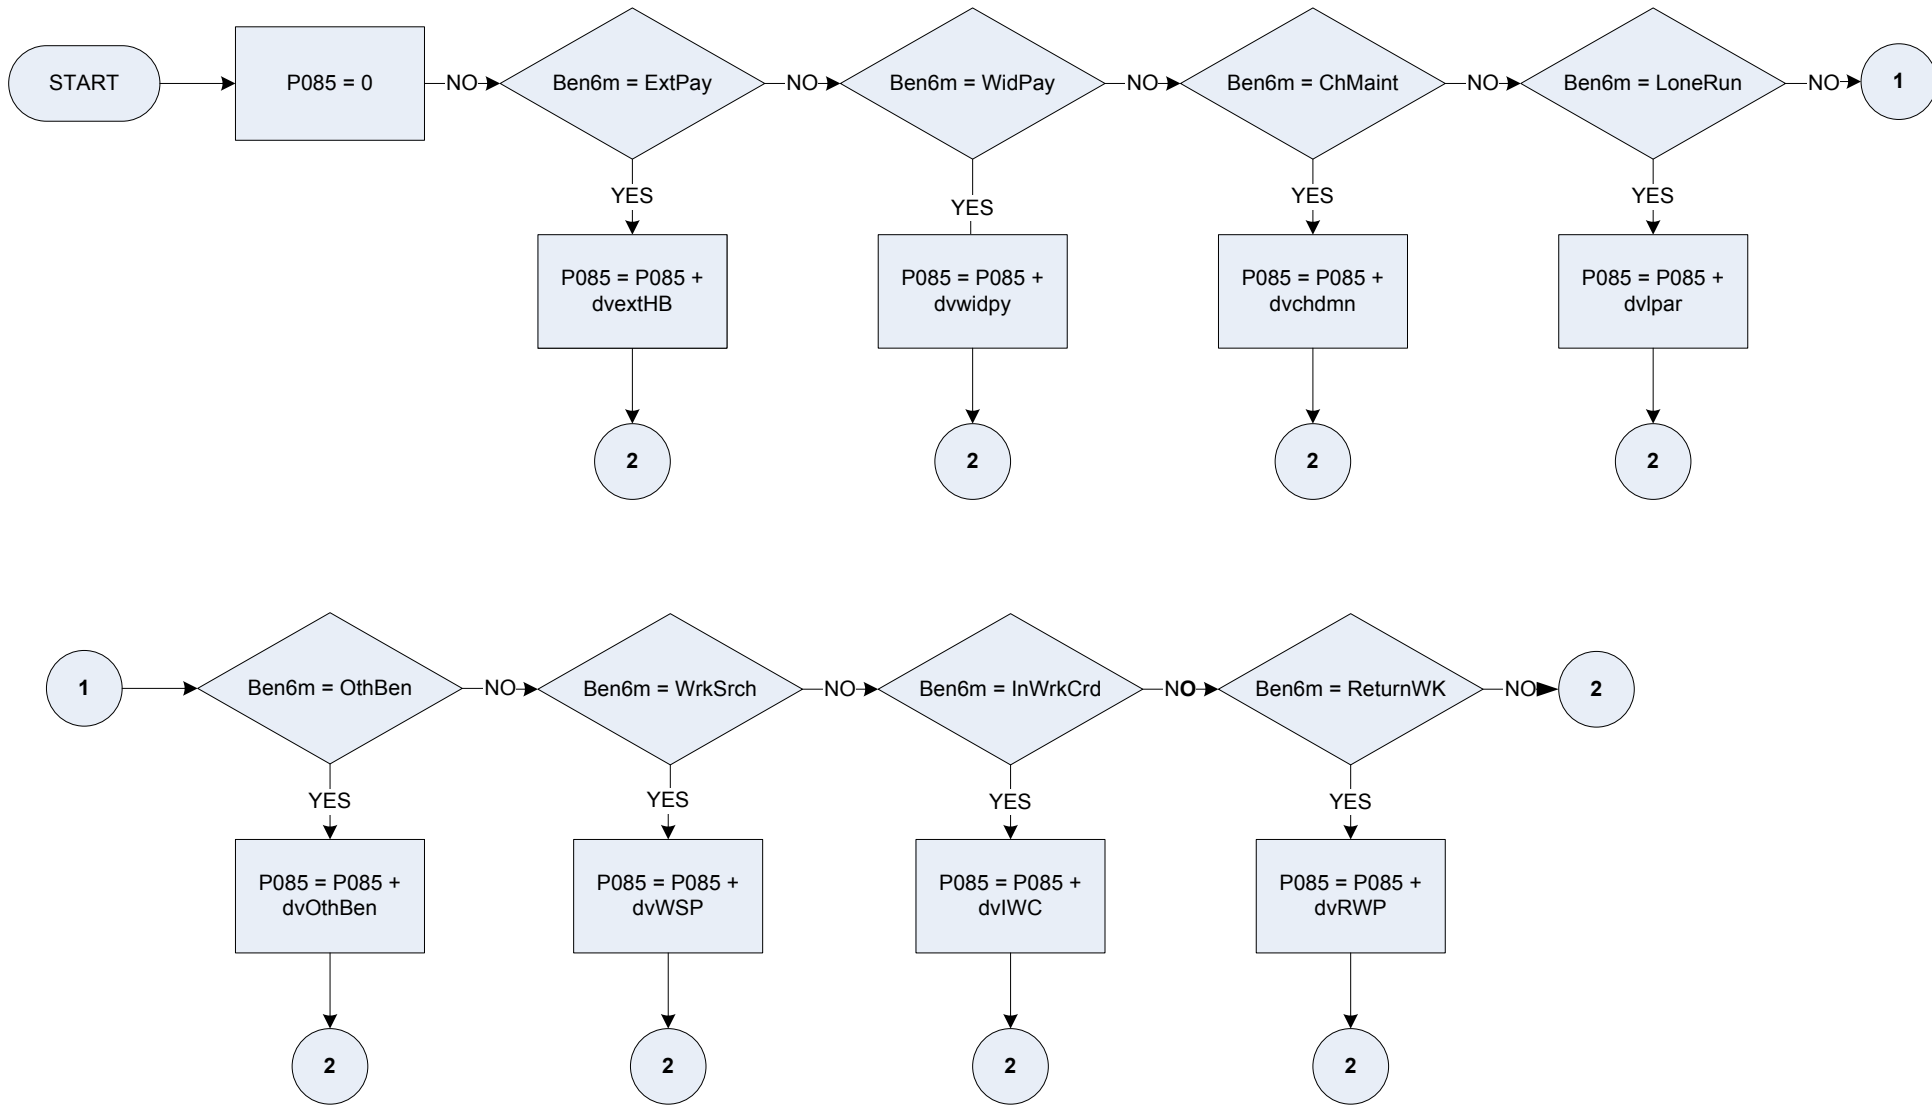 START
P085 = 0
NO
Ben6m = ExtPay
NO
Ben6m = WidPay
NO
Ben6m = ChMaint
NO
Ben6m = LoneRun
NO
1
YES
YES
YES
YES
P085 = P085 +
dvextHB
P085 = P085 +
dvwidpy
P085 = P085 +
dvchdmn
P085 = P085 +
dvlpar
2
2
2
2
1
Ben6m = OthBen
NO
Ben6m = WrkSrch
NO
Ben6m = InWrkCrd
NO
Ben6m = ReturnWK
NO
2
YES
YES
YES
YES
P085 = P085 +
dvOthBen
P085 = P085 +
dvWSP
P085 = P085 +
dvIWC
P085 = P085 +
dvRWP
2
2
2
2